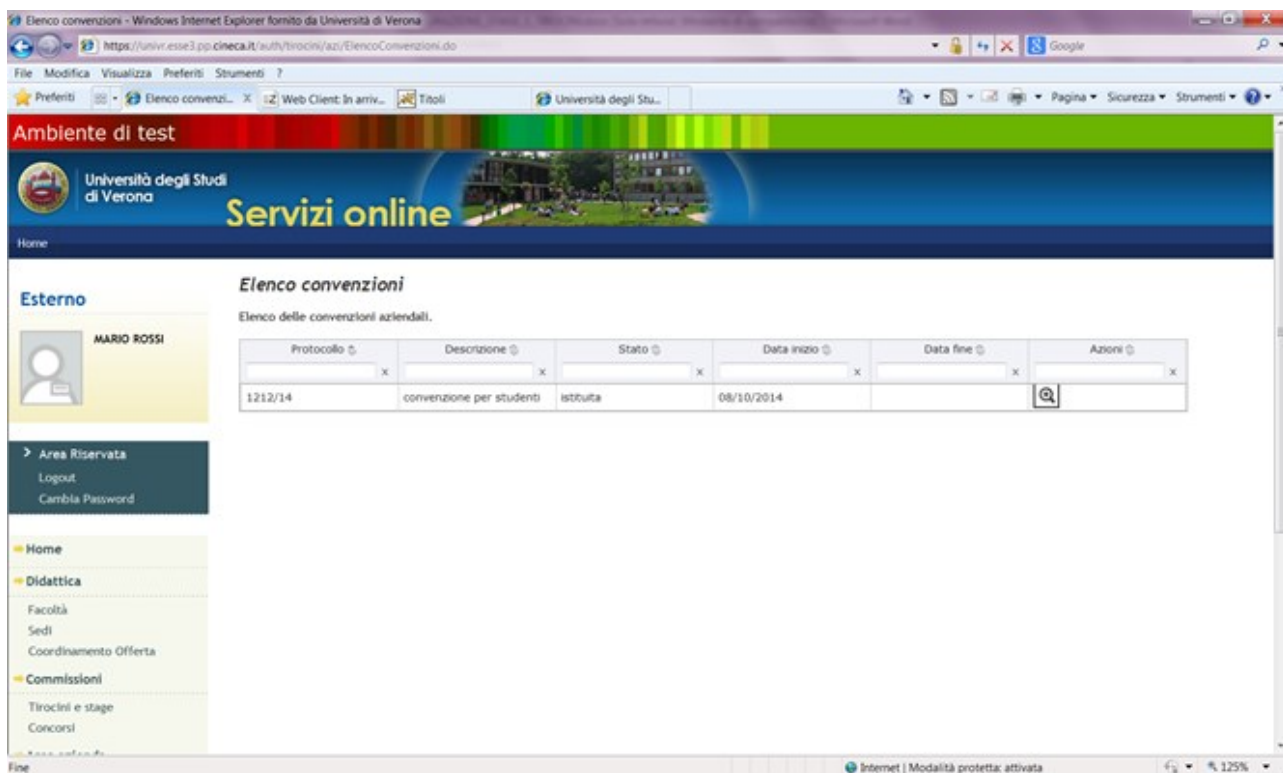 Elenco convenzioni - Windows Internet Explorer fornito da Università di Verona
https://univr.esse3.pp.cineca.it/auth/tirocini/azi/ElencoConvenzioni.do
Google
File Modifica Visualizza Preferiti Strumenti ?
Preferiti Elenco convenzi... X Web Client: In arriv... Titoli Università degli Stu... Pagina Sicurezza Strumenti
Ambiente di test
Università degli Studi
di Verona
Servizi online
Home
Esterno
MARIO ROSSI
Area Riservata
Logout
Cambia Password
Home
Didattica
Facoltà
Sedi
Coordinamento Offerta
Commissioni
Tirocini e stage
Concorsi
Elenco convenzioni
Elenco delle convenzioni aziendali.
Protocollo Descrizione Stato Data inizio Data fine Azioni
x x x x x x
1212/14 convenzione per studenti istituita 08/10/2014
Fine Internet | Modalità protetta: attivata 125%